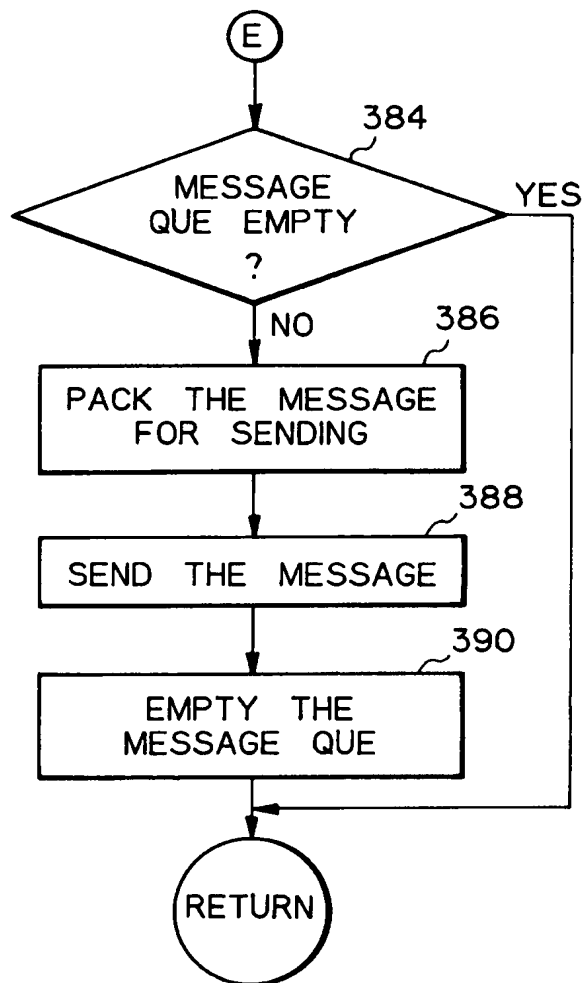 E
384
MESSAGE
QUE EMPTY
?
YES
NO
386
PACK THE MESSAGE
FOR SENDING
388
SEND THE MESSAGE
390
EMPTY THE
MESSAGE QUE
RETURN